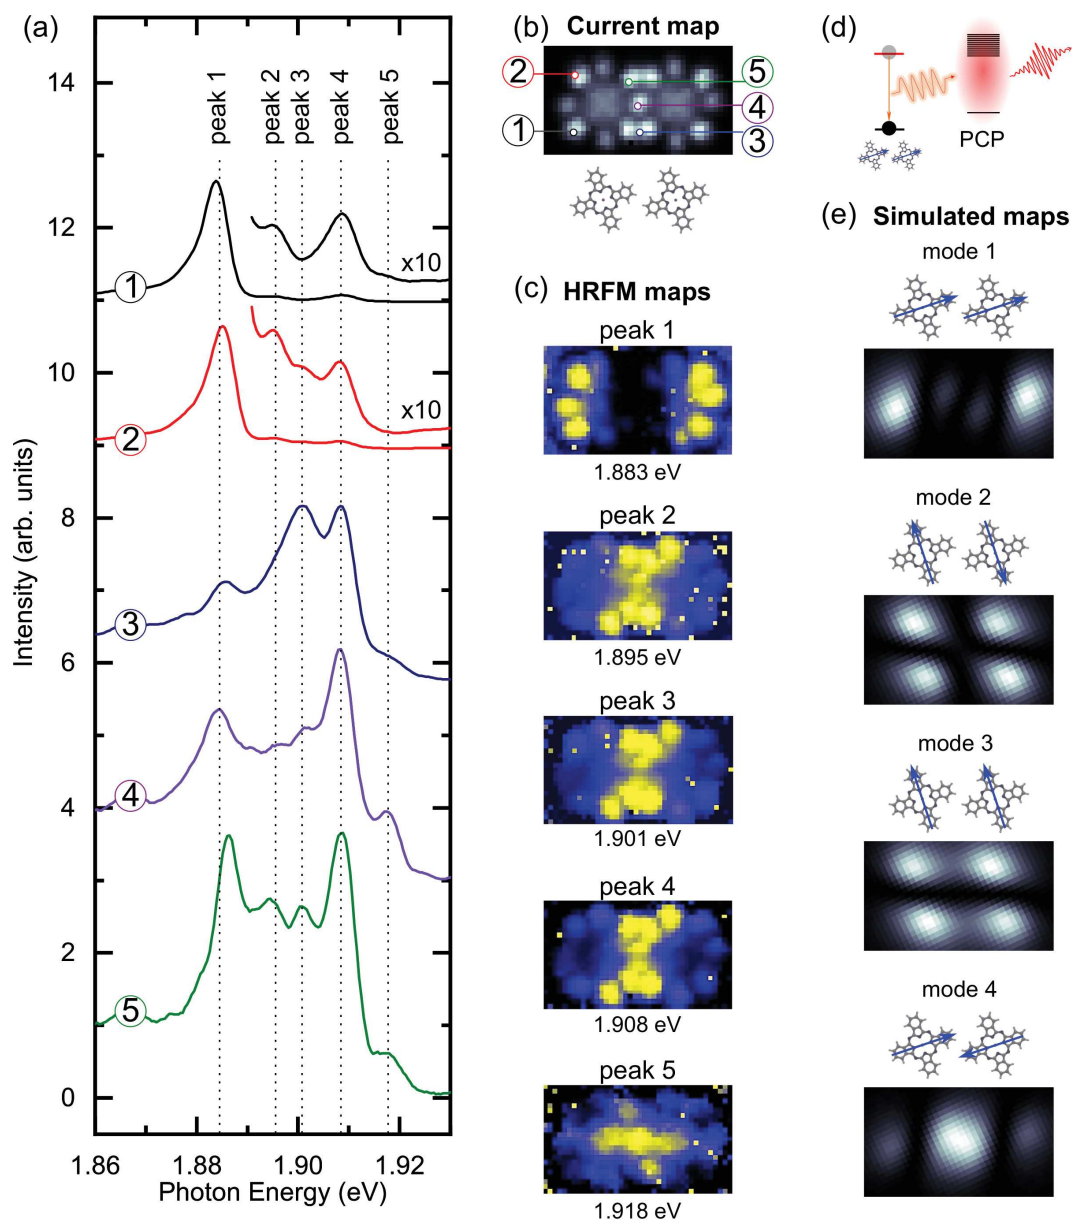 (a)
peak 1
peak 2
peak 3
peak 4
peak 5
14
12
10
8
6
4
2
0
x10
x10
1
2
3
4
5
Intensity (arb. units)
1.86
1.88
1.90
1.92
Photon Energy (eV)
(b) Current map
2
5
4
1
3
(c) HRFM maps
peak 1
1.883 eV
peak 2
1.895 eV
peak 3
1.901 eV
peak 4
1.908 eV
peak 5
1.918 eV
(d)
PCP
(e) Simulated maps
mode 1
mode 2
mode 3
mode 4